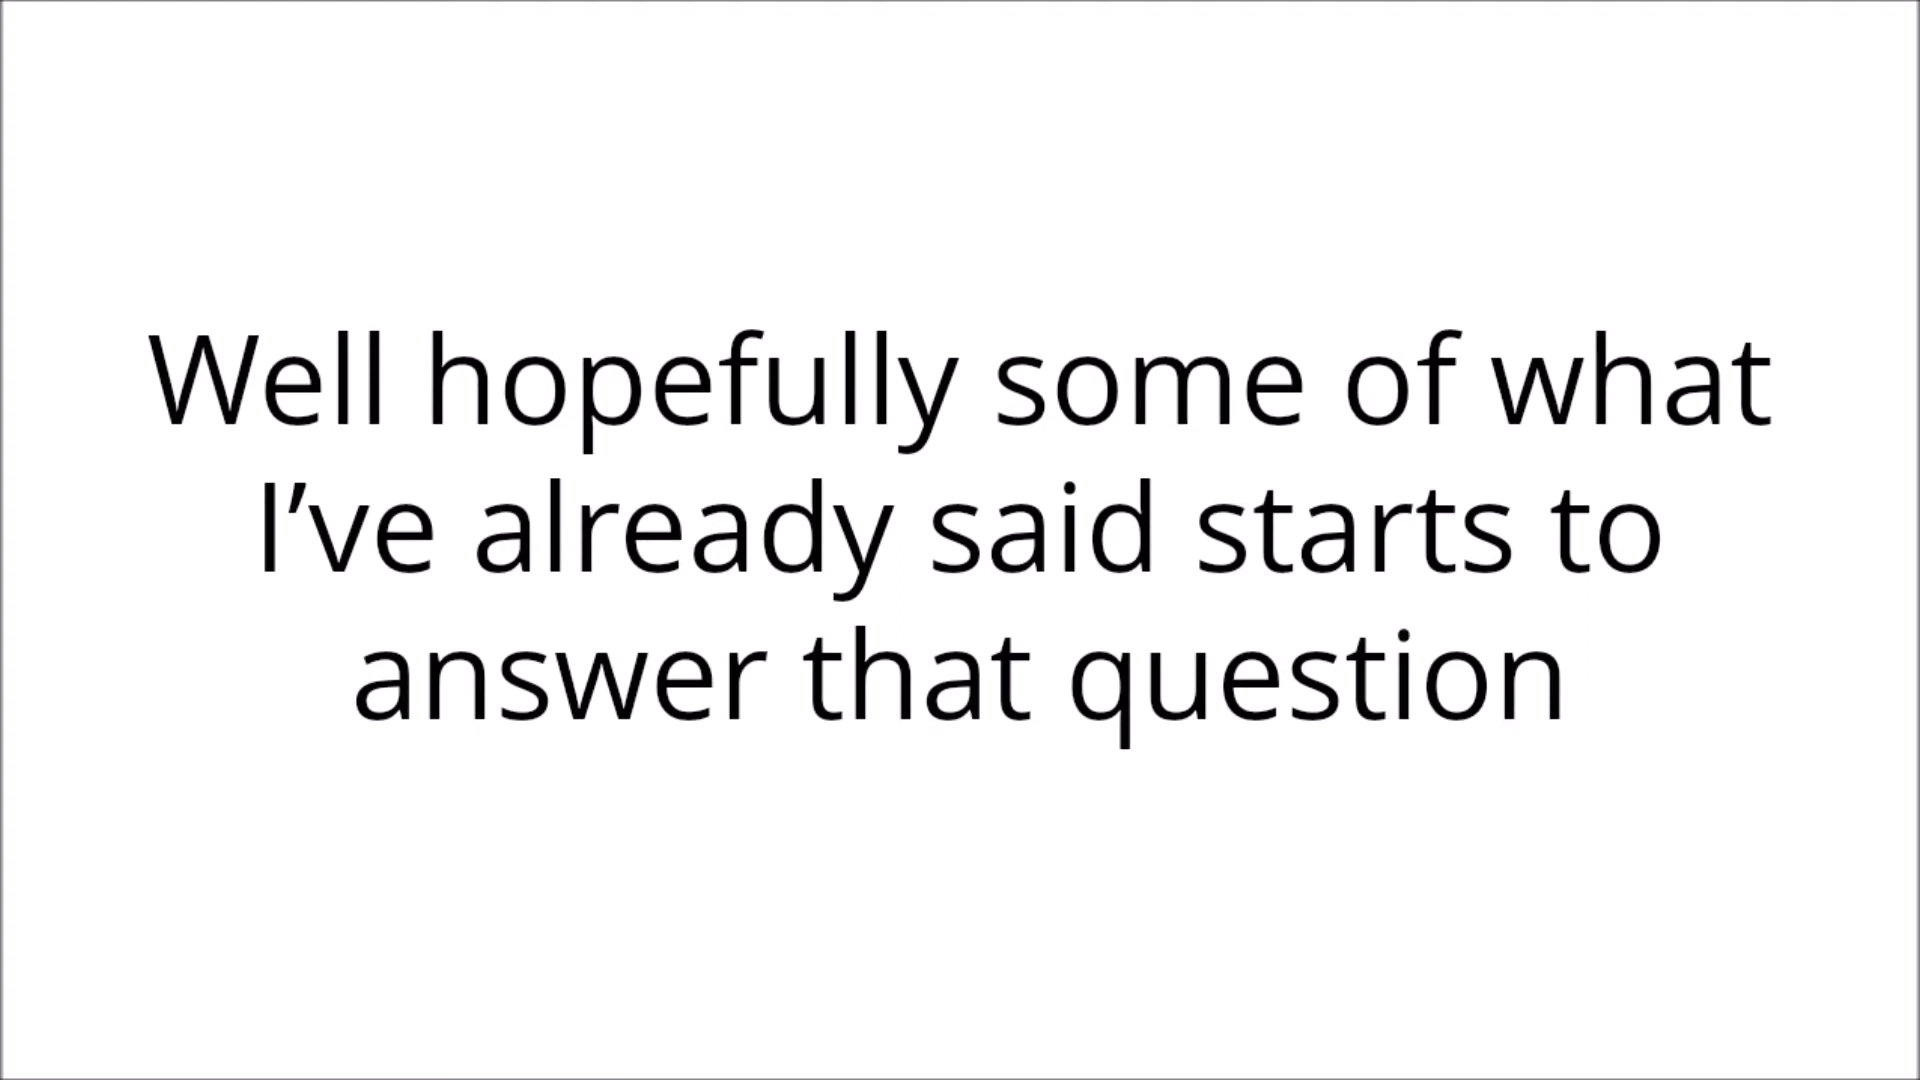 Well hopefully some of what
I’ve already said starts to
answer that question